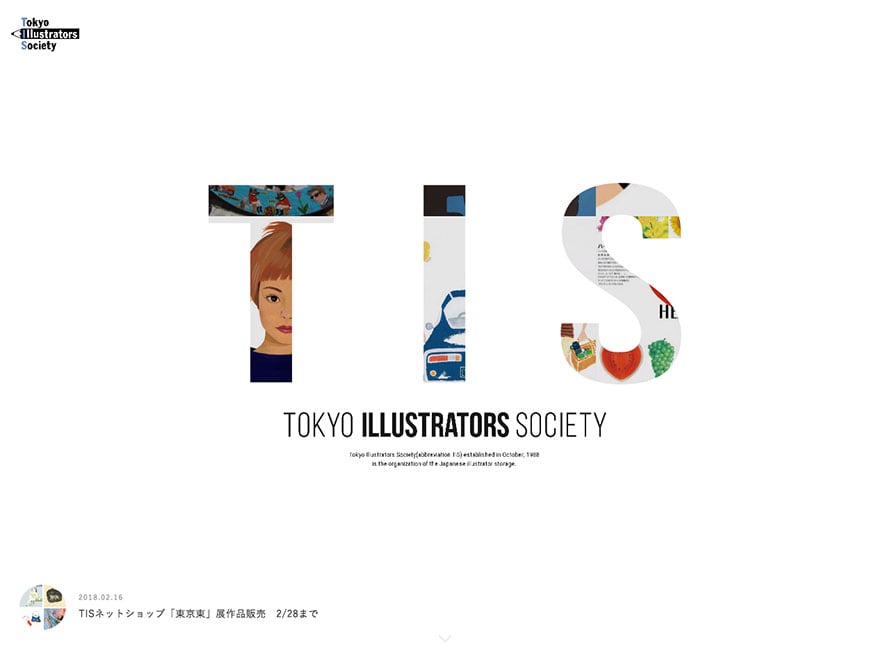 Tokyo
Illustrators
Society
TIS
HE
TOKYO ILLUSTRATORS SOCIETY
Tokyo Illustrators Society(abbreviation TIS) established in October, 1988
is the organization of the Japanese illustrator storage.
2018.02.16
TISネットショップ「東京東」展作品販売　2/28まで